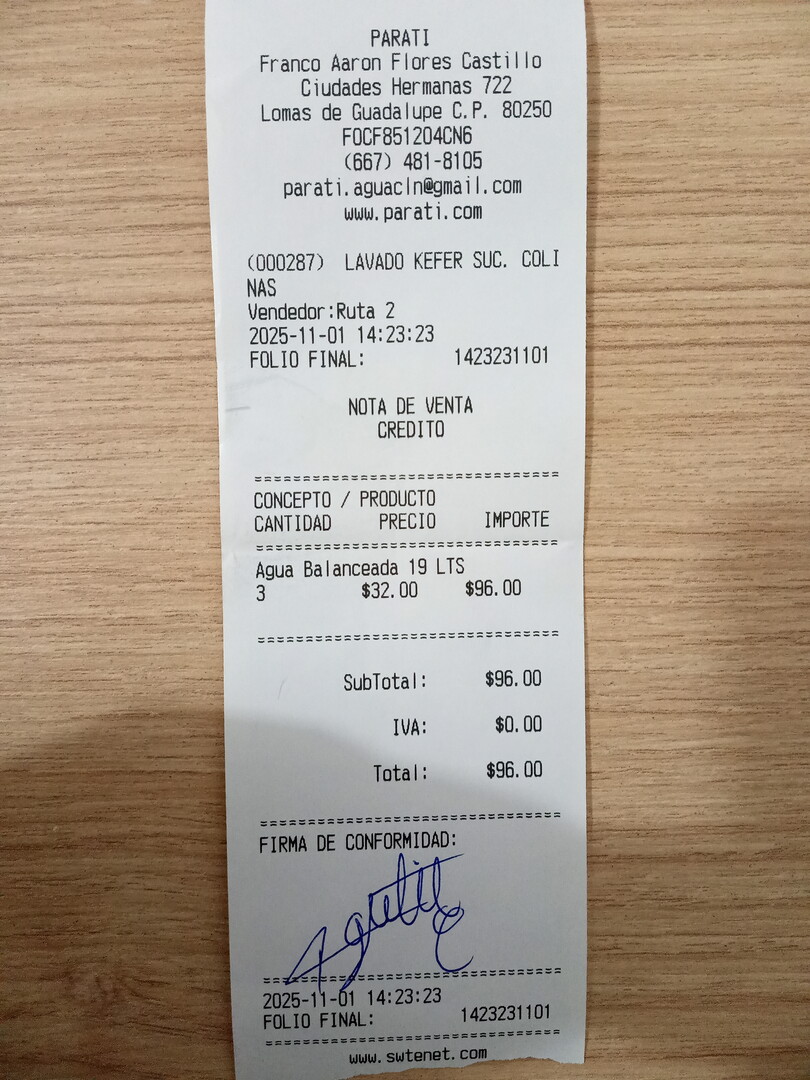 PARATI
Franco Aaron Flores Castillo
Ciudades Hermanas 722
Lomas de Guadalupe C.P. 80250
FOCF851204CN6
(667) 481-8105
parati.aguacln@gmail.com
www.parati.com
(000287) LAVADO KEFER SUC. COLI
NAS
Vendedor:Ruta 2
2025-11-01 14:23:23
FOLIO FINAL: 1423231101
NOTA DE VENTA
CREDITO
==============================
CONCEPTO / PRODUCTO
CANTIDAD PRECIO IMPORTE
==============================
Agua Balanceada 19 LTS
3 $32.00 $96.00
==============================
SubTotal: $96.00
IVA: $0.00
Total: $96.00
==============================
FIRMA DE CONFORMIDAD:
==============================
2025-11-01 14:23:23
FOLIO FINAL: 1423231101
==============================
www.swtenet.com